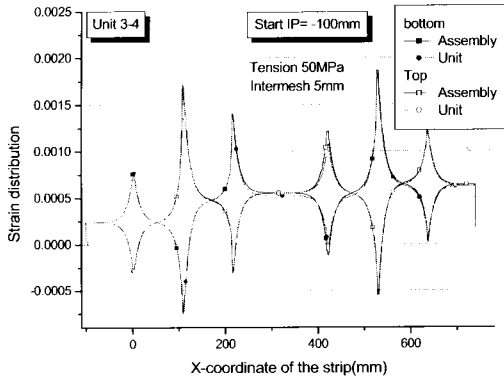 Unit 3-4
Start IP= -100mm
Tension 50MPa
Intermesh 5mm
bottom
Assembly
Unit
Top
Assembly
Unit
Strain distribution
0.0025
0.0020
0.0015
0.0010
0.0005
0.0000
-0.0005
0
200
400
600
X-coordinate of the strip(mm)